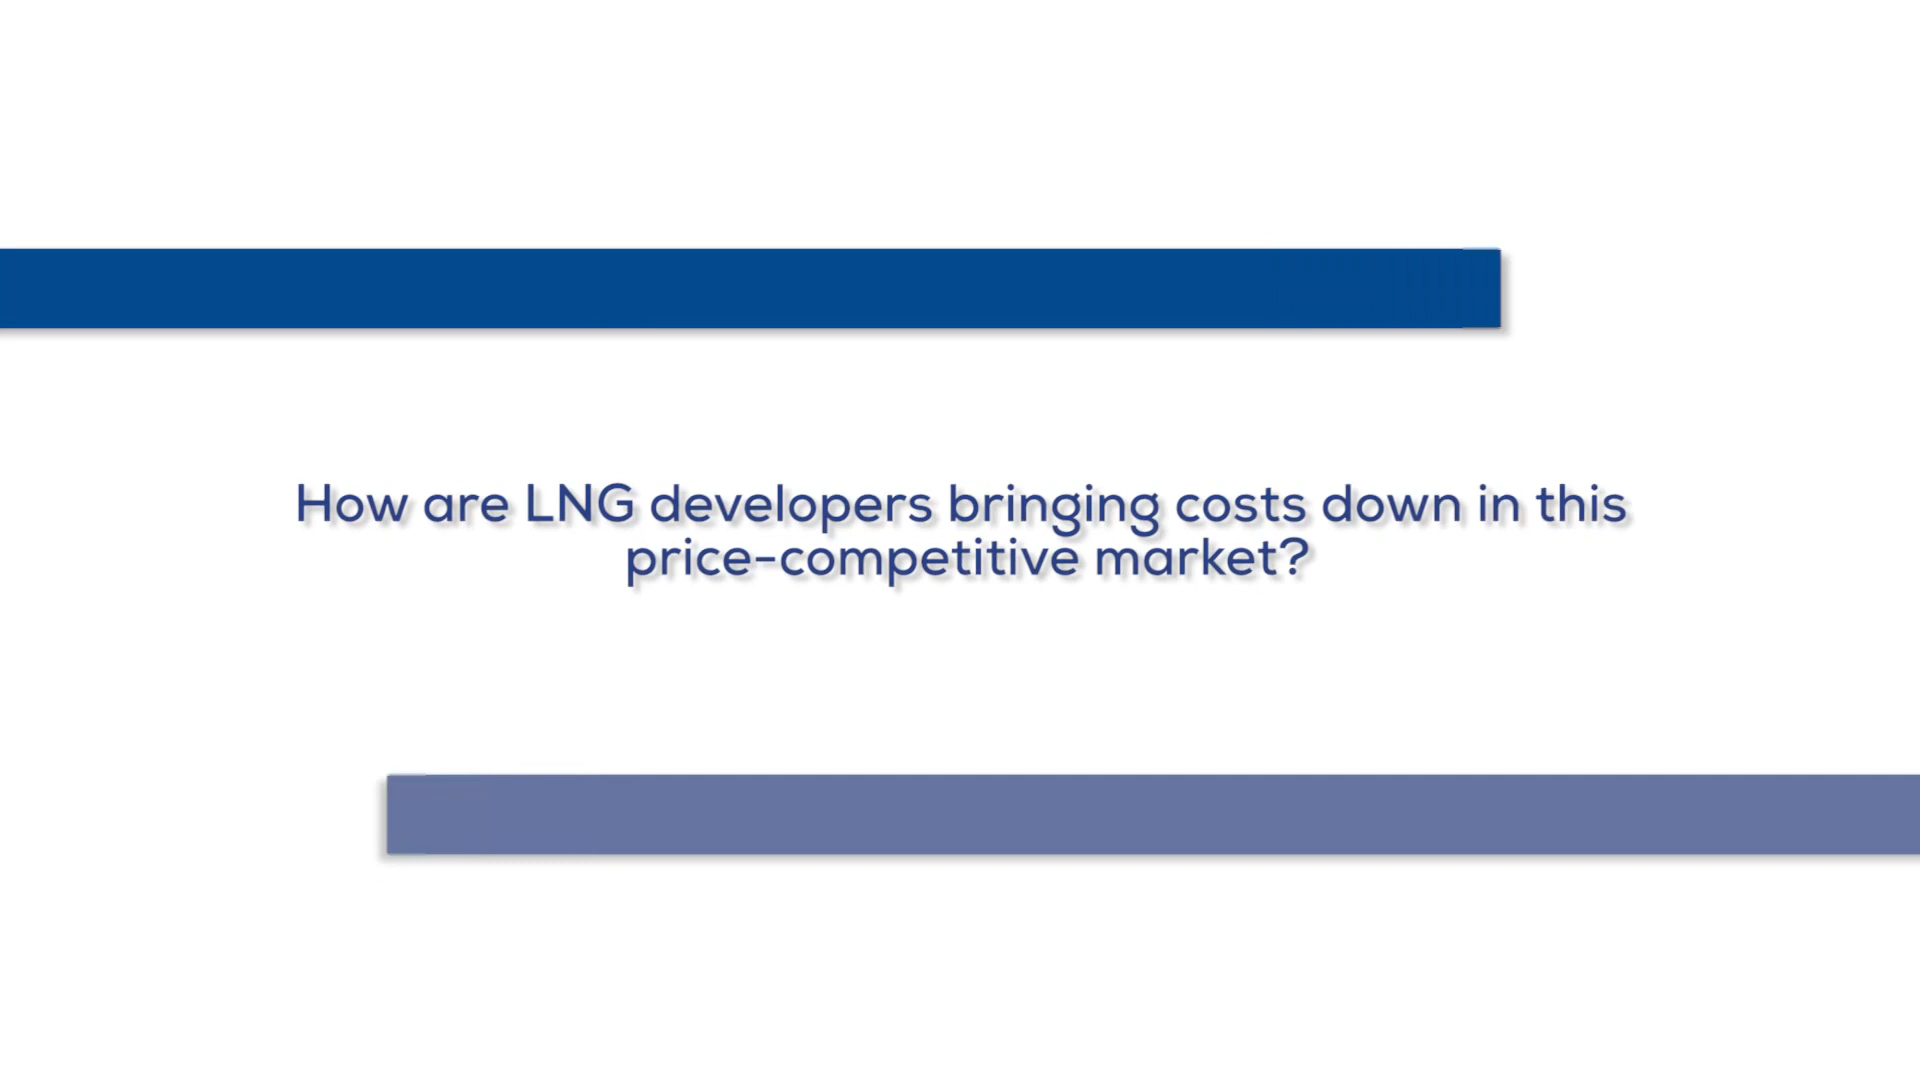 How are LNG developers bringing costs down in this
price-competitive market?